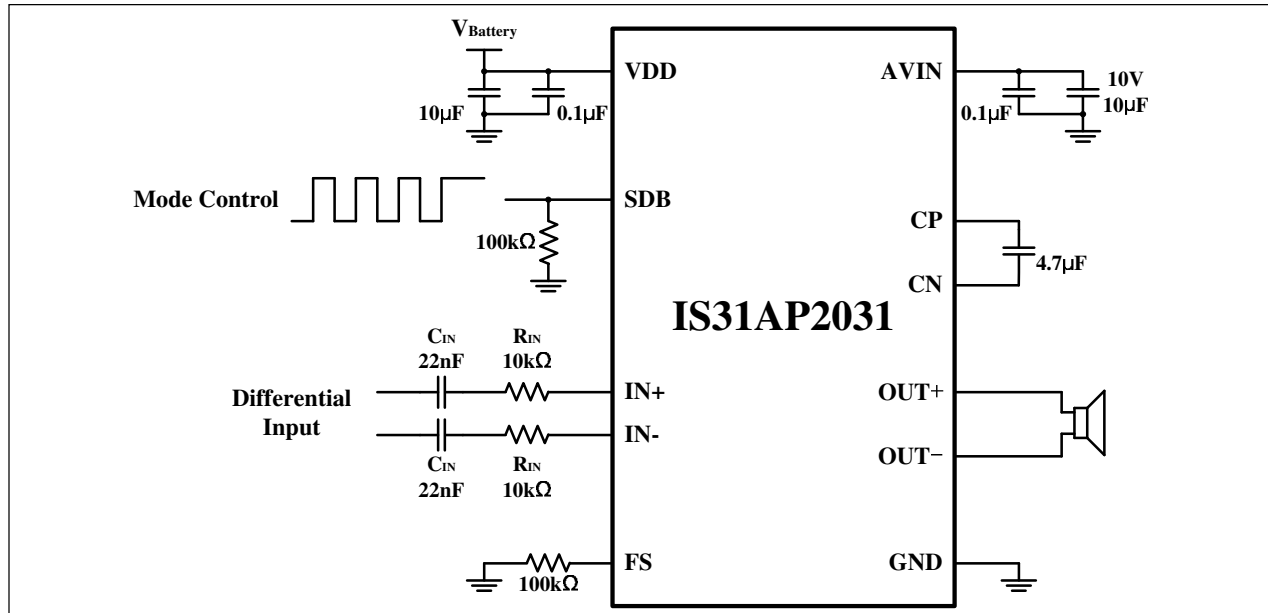 VBattery
VDD
10µF
0.1µF
Mode Control
SDB
100kΩ
CIN
22nF
RIN
10kΩ
Differential
Input
IN+
IN-
CIN
22nF
RIN
10kΩ
FS
100kΩ
IS31AP2031
AVIN
0.1µF
10V
10µF
CP
CN
4.7µF
OUT+
OUT−
GND